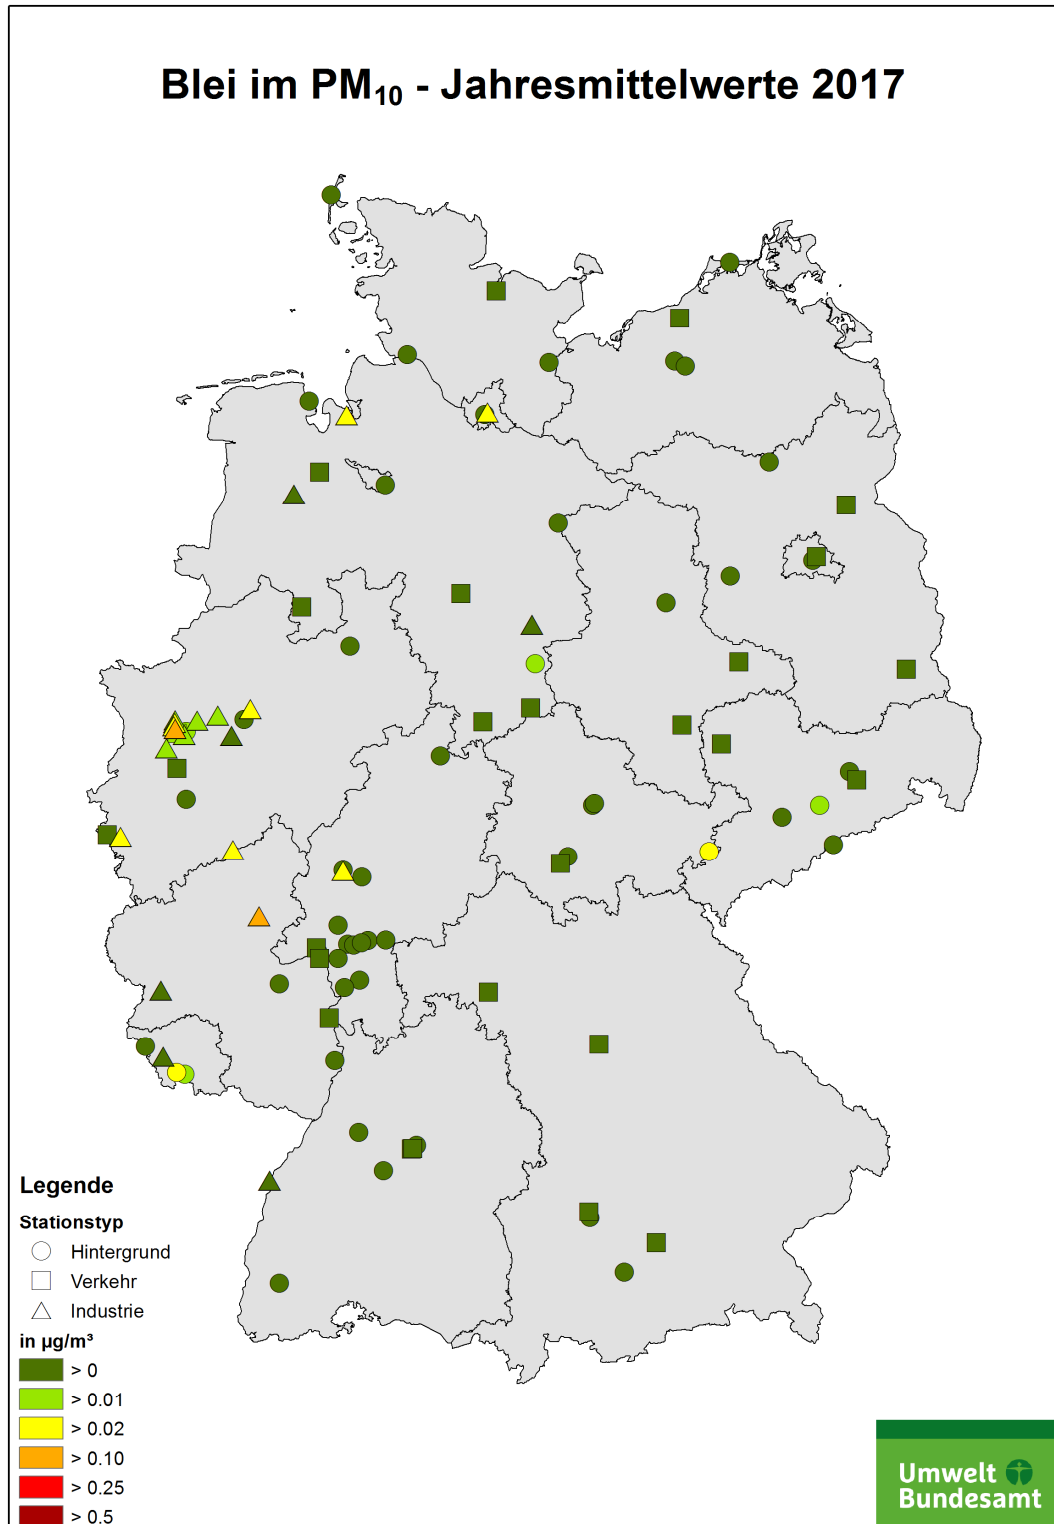 Blei im PM₁₀ - Jahresmittelwerte 2017
Legende
Stationstyp
Hintergrund
Verkehr
Industrie
in µg/m³
> 0
> 0.01
> 0.02
> 0.10
> 0.25
> 0.5
Umwelt
Bundesamt